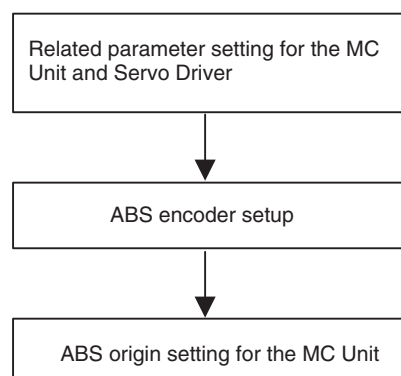 Related parameter setting for the MC
Unit and Servo Driver
ABS encoder setup
ABS origin setting for the MC Unit